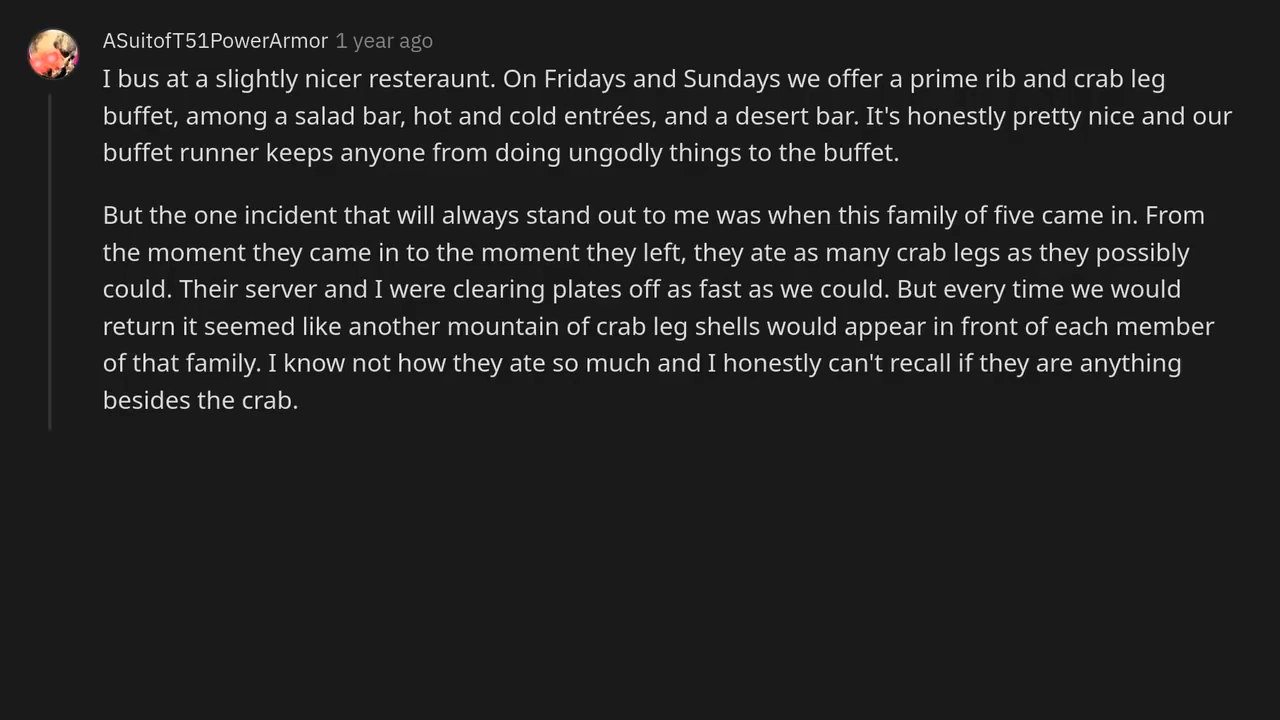 ASuitofT51PowerArmor 1 year ago
I bus at a slightly nicer resteraunt. On Fridays and Sundays we offer a prime rib and crab leg
buffet, among a salad bar, hot and cold entrées, and a desert bar. It's honestly pretty nice and our
buffet runner keeps anyone from doing ungodly things to the buffet.
But the one incident that will always stand out to me was when this family of five came in. From
the moment they came in to the moment they left, they ate as many crab legs as they possibly
could. Their server and I were clearing plates off as fast as we could. But every time we would
return it seemed like another mountain of crab leg shells would appear in front of each member
of that family. I know not how they ate so much and I honestly can't recall if they are anything
besides the crab.